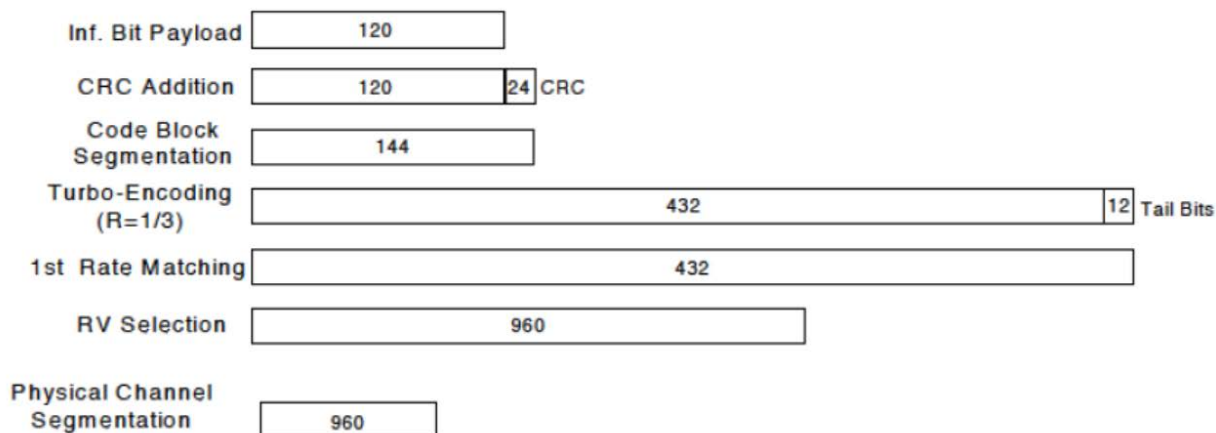 Inf. Bit Payload 120
CRC Addition 120 24 CRC
Code Block
Segmentation 144
Turbo-Encoding
(R=1/3) 432 12 Tail Bits
1st Rate Matching 432
RV Selection 960
Physical Channel
Segmentation 960